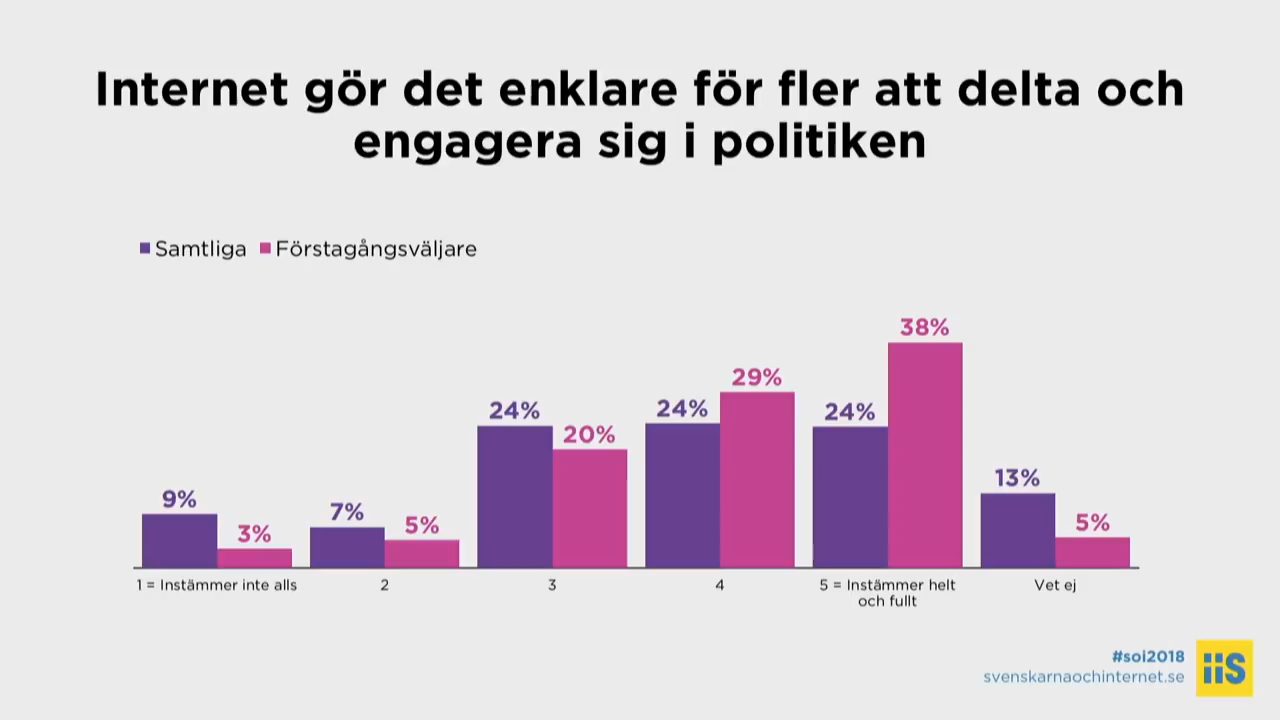 Internet gör det enklare för fler att delta och
engagera sig i politiken
Samtliga Förstagångsväljare
9% 3% 7% 5% 24% 20% 24% 29% 24% 38% 13% 5%
1 = Instämmer inte alls 2 3 4 5 = Instämmer helt Vet ej
och fullt
#soi2018
svenskarnaochinternet.se
iis